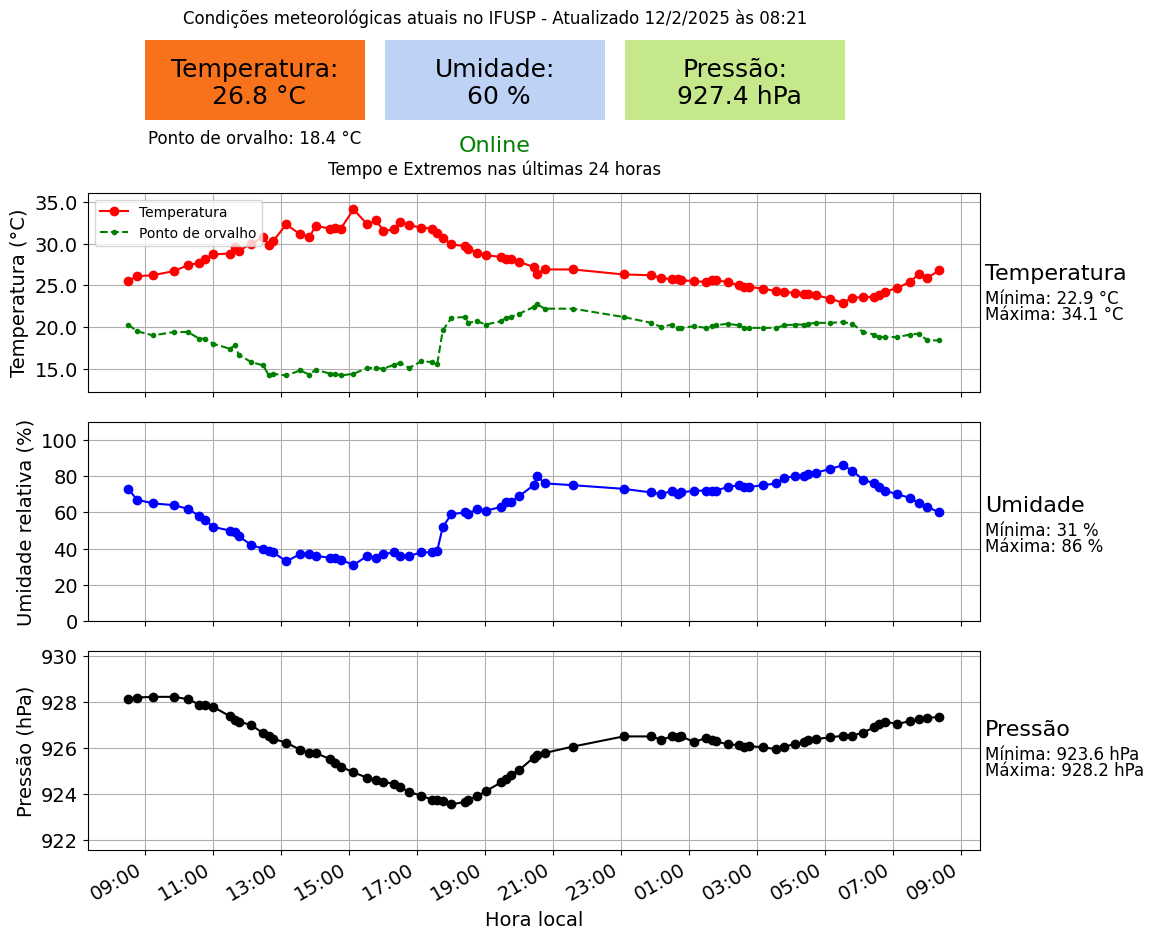 Condições meteorológicas atuais no IFUSP - Atualizado 12/2/2025 às 08:21
Temperatura:
26.8 °C
Umidade:
60 %
Pressão:
927.4 hPa
Ponto de orvalho: 18.4 °C
Online
Tempo e Extremos nas últimas 24 horas
Temperatura (°C)
35.0
30.0
25.0
20.0
15.0
Temperatura
Ponto de orvalho
Temperatura
Mínima: 22.9 °C
Máxima: 34.1 °C
Umidade relativa (%)
100
80
60
40
20
0
Umidade
Mínima: 31 %
Máxima: 86 %
Pressão (hPa)
930
928
926
924
922
Pressão
Mínima: 923.6 hPa
Máxima: 928.2 hPa
09:00 11:00 13:00 15:00 17:00 19:00 21:00 23:00 01:00 03:00 05:00 07:00 09:00
Hora local